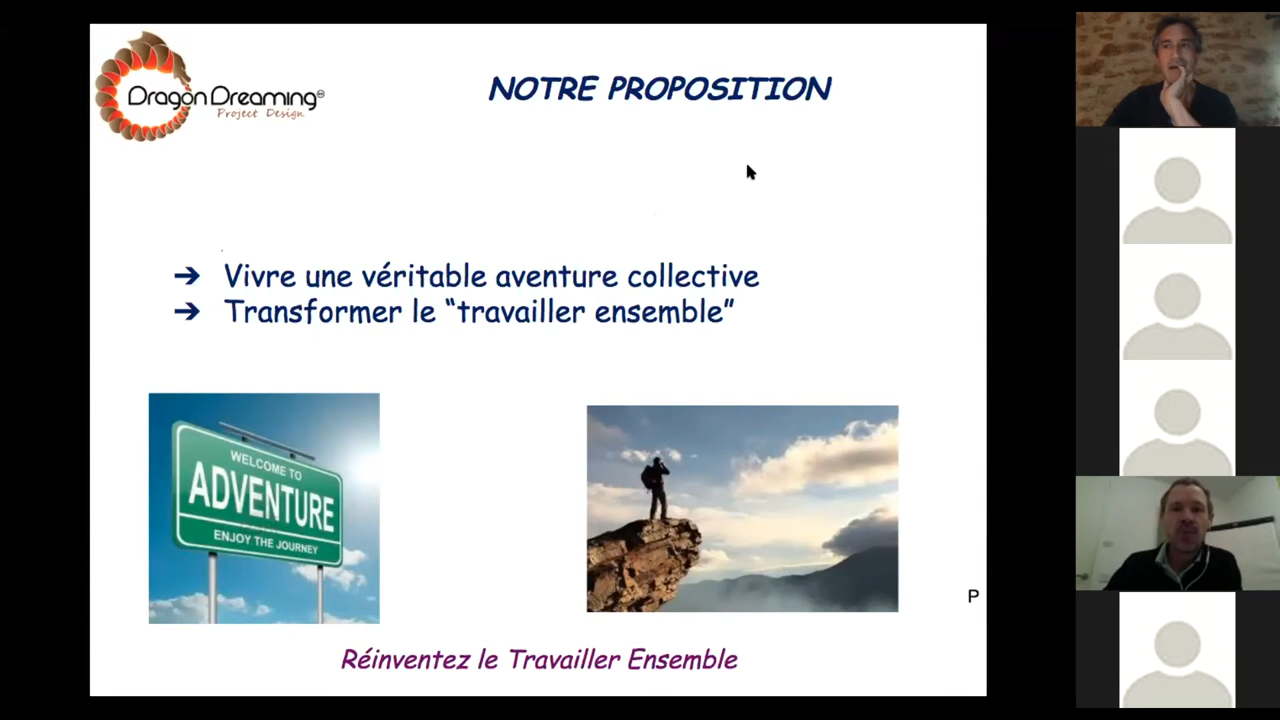 Dragon Dreaming
Project Design
NOTRE PROPOSITION
➔ Vivre une véritable aventure collective
➔ Transformer le “travailler ensemble”
WELCOME TO
ADVENTURE
ENJOY THE JOURNEY
P
Réinventez le Travailler Ensemble